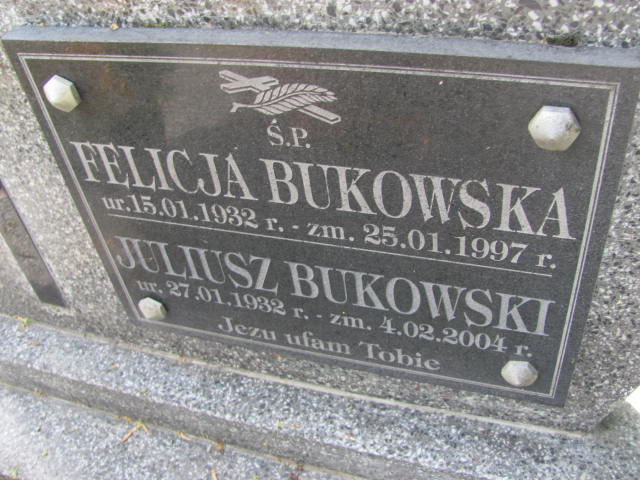 Ś.P.
FELICJA BUKOWSKA
ur.15.01.1932 r. - zm. 25.01.1997 r.
JULIUSZ BUKOWSKI
ur. 27.01.1932 r. - zm. 4.02.2004 r.
Jezu ufam Tobie